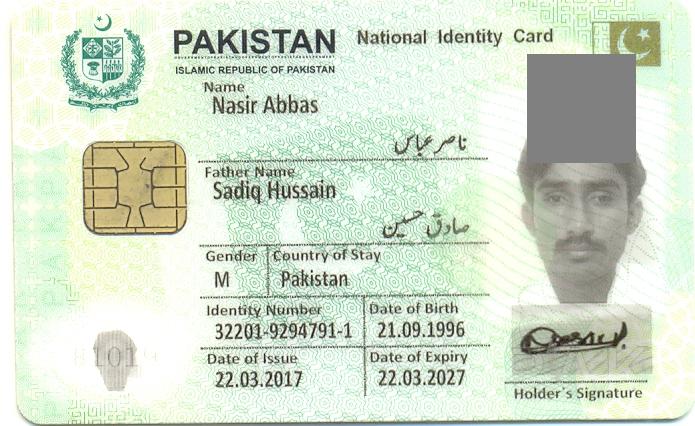 PAKISTAN National Identity Card
ISLAMIC REPUBLIC OF PAKISTAN
Name
Nasir Abbas
ناصر عباس
Father Name
Sadiq Hussain
صادق حسین
Gender Country of Stay
M Pakistan
Identity Number Date of Birth
32201-9294791-1 21.09.1996
Date of Issue Date of Expiry
22.03.2017 22.03.2027
Holder's Signature